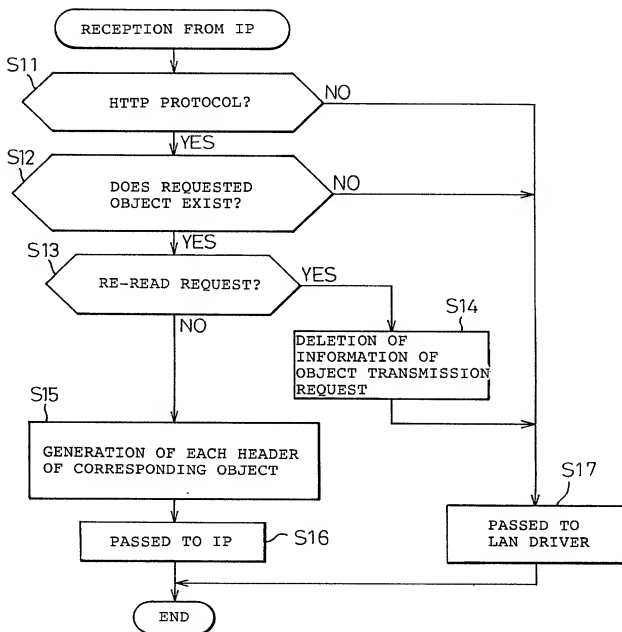 RECEPTION FROM IP
S11
HTTP PROTOCOL?
NO
YES
S12
DOES REQUESTED
OBJECT EXIST?
NO
YES
S13
RE-READ REQUEST?
YES
NO
S14
DELETION OF
INFORMATION OF
OBJECT TRANSMISSION
REQUEST
S15
GENERATION OF EACH HEADER
OF CORRESPONDING OBJECT
S17
PASSED TO
LAN DRIVER
PASSED TO IP
S16
END